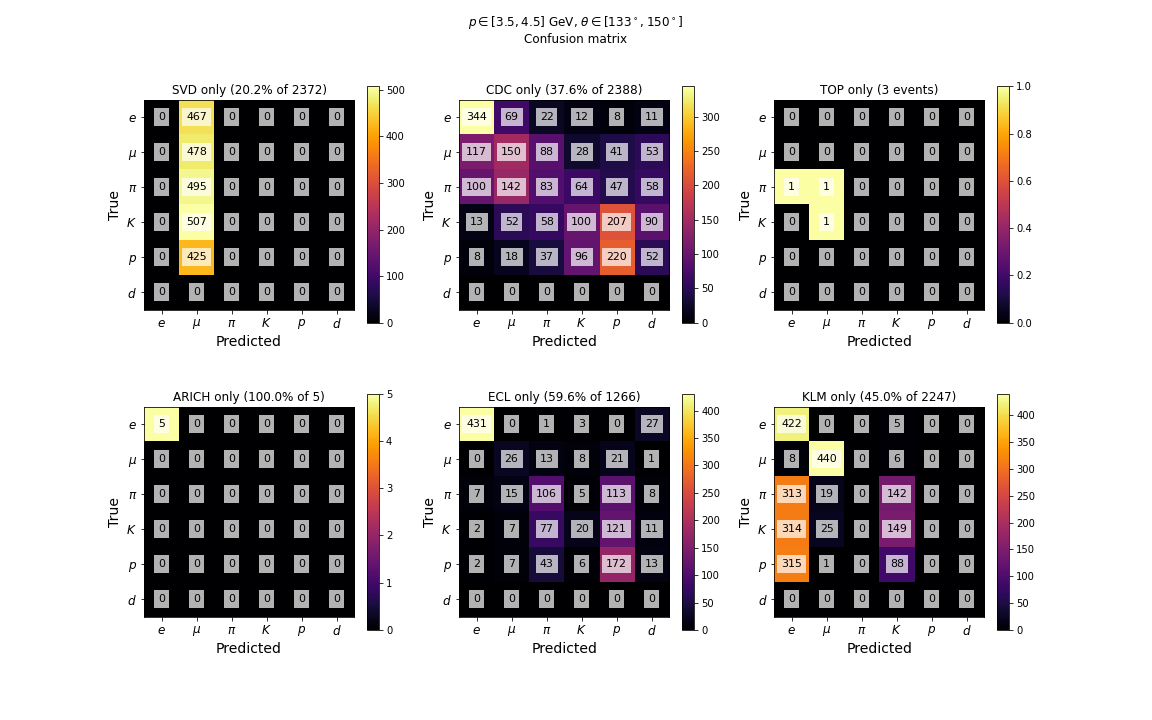 p ∈ [3.5, 4.5] GeV, θ ∈ [133°, 150°]
Confusion matrix
SVD only (20.2% of 2372)
True
e 0 467 0 0 0 0
μ 0 478 0 0 0 0
π 0 495 0 0 0 0
K 0 507 0 0 0 0
p 0 425 0 0 0 0
d 0 0 0 0 0 0
e μ π K p d
Predicted
500
400
300
200
100
0
CDC only (37.6% of 2388)
True
e 344 69 22 12 8 11
μ 117 150 88 28 41 53
π 100 142 83 64 47 58
K 13 52 58 100 207 90
p 8 18 37 96 220 52
d 0 0 0 0 0 0
e μ π K p d
Predicted
300
250
200
150
100
50
0
TOP only (3 events)
True
e 0 0 0 0 0 0
μ 0 0 0 0 0 0
π 1 1 0 0 0 0
K 0 1 0 0 0 0
p 0 0 0 0 0 0
d 0 0 0 0 0 0
e μ π K p d
Predicted
1.0
0.8
0.6
0.4
0.2
0.0
ARICH only (100.0% of 5)
True
e 5 0 0 0 0 0
μ 0 0 0 0 0 0
π 0 0 0 0 0 0
K 0 0 0 0 0 0
p 0 0 0 0 0 0
d 0 0 0 0 0 0
e μ π K p d
Predicted
5
4
3
2
1
0
ECL only (59.6% of 1266)
True
e 431 0 1 3 0 27
μ 0 26 13 8 21 1
π 7 15 106 5 113 8
K 2 7 77 20 121 11
p 2 7 43 6 172 13
d 0 0 0 0 0 0
e μ π K p d
Predicted
400
350
300
250
200
150
100
50
0
KLM only (45.0% of 2247)
True
e 422 0 0 5 0 0
μ 8 440 0 6 0 0
π 313 19 0 142 0 0
K 314 25 0 149 0 0
p 315 1 0 88 0 0
d 0 0 0 0 0 0
e μ π K p d
Predicted
400
350
300
250
200
150
100
50
0